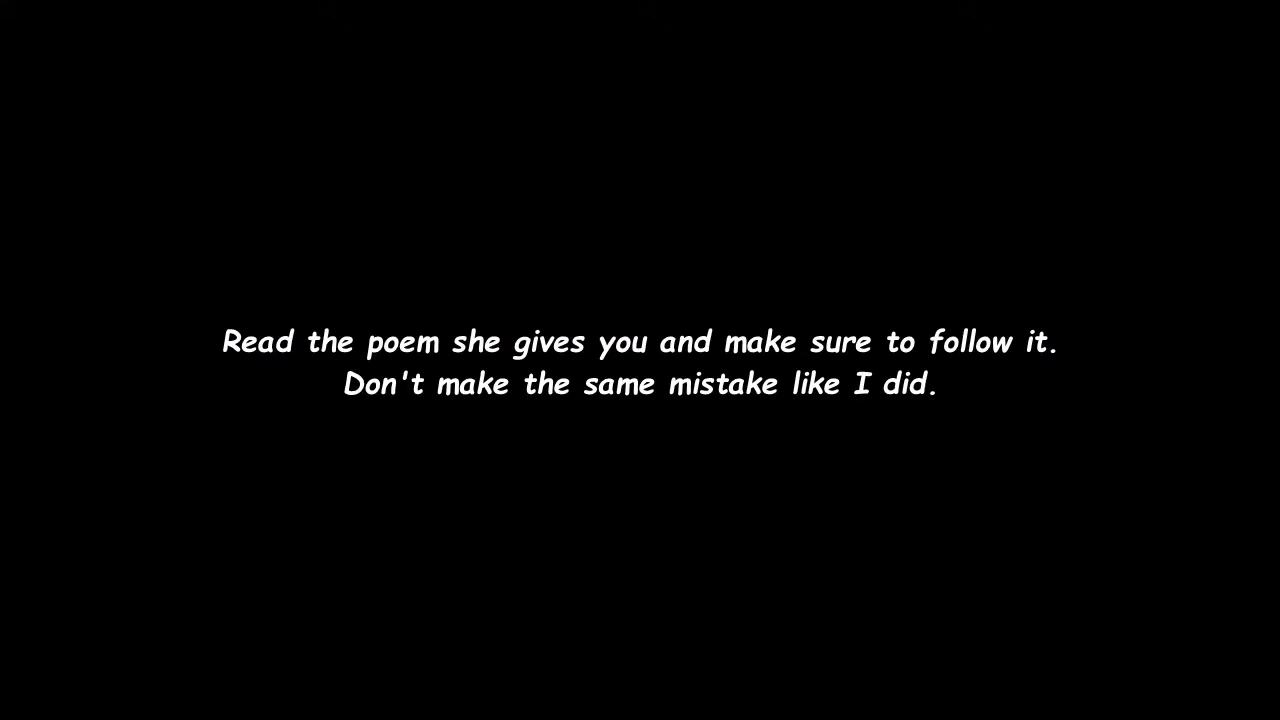 Read the poem she gives you and make sure to follow it.
Don't make the same mistake like I did.